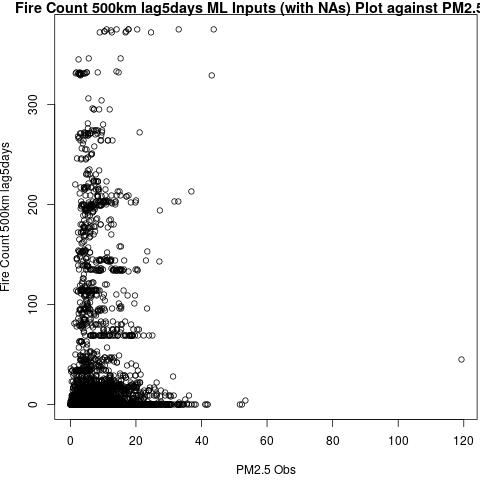 Fire Count 500km lag5days ML Inputs (with NAs) Plot against PM2.5
Fire Count 500km lag5days
300
200
100
0
0 20 40 60 80 100 120
PM2.5 Obs